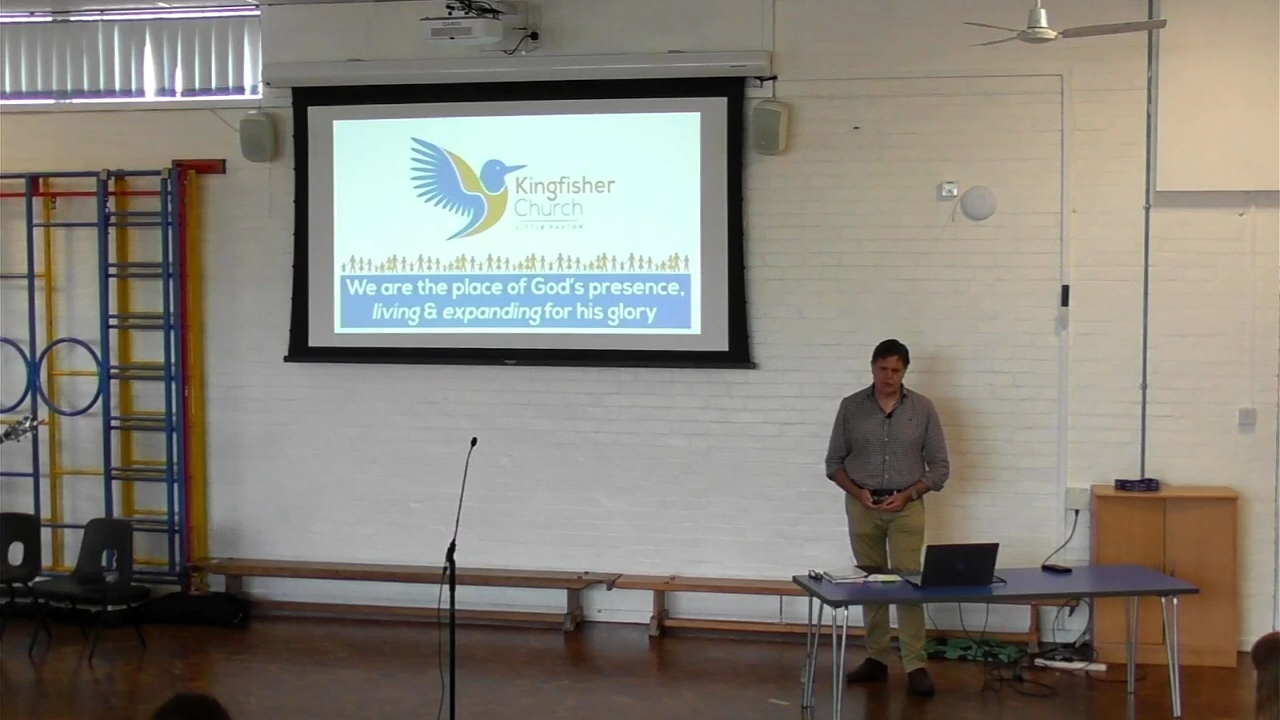 Kingfisher
Church
We are the place of God's presence,
living & expanding for his glory